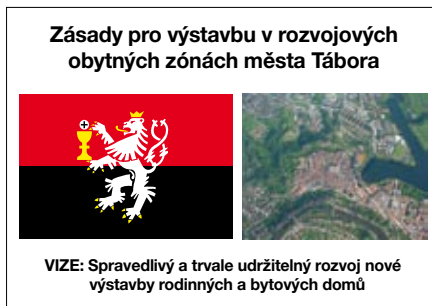 Zásady pro výstavbu v rozvojových
obytných zónách města Tábora
VIZE: Spravedlivý a trvale udržitelný rozvoj nové
výstavby rodinných a bytových domů